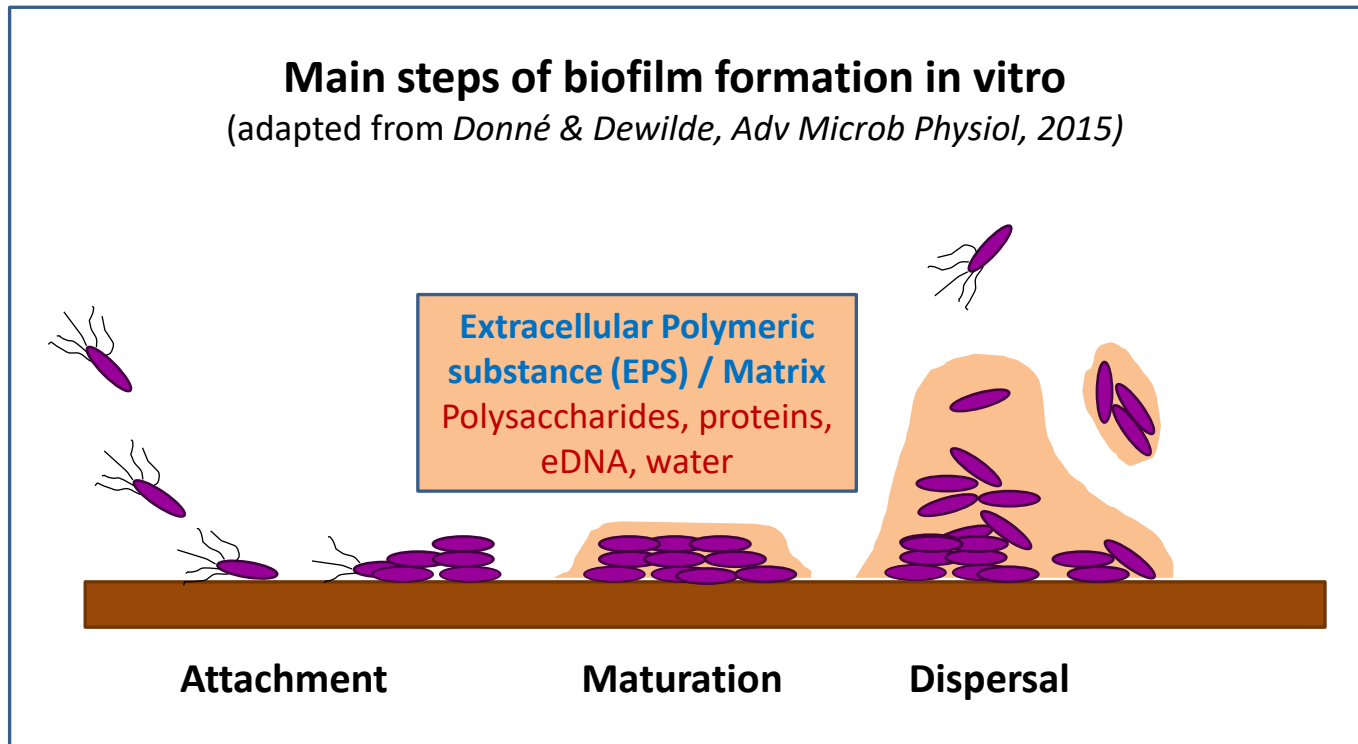 Main steps of biofilm formation in vitro
(adapted from Donné & Dewilde, Adv Microb Physiol, 2015)
Extracellular Polymeric
substance (EPS) / Matrix
Polysaccharides, proteins,
eDNA, water
Attachment
Maturation
Dispersal